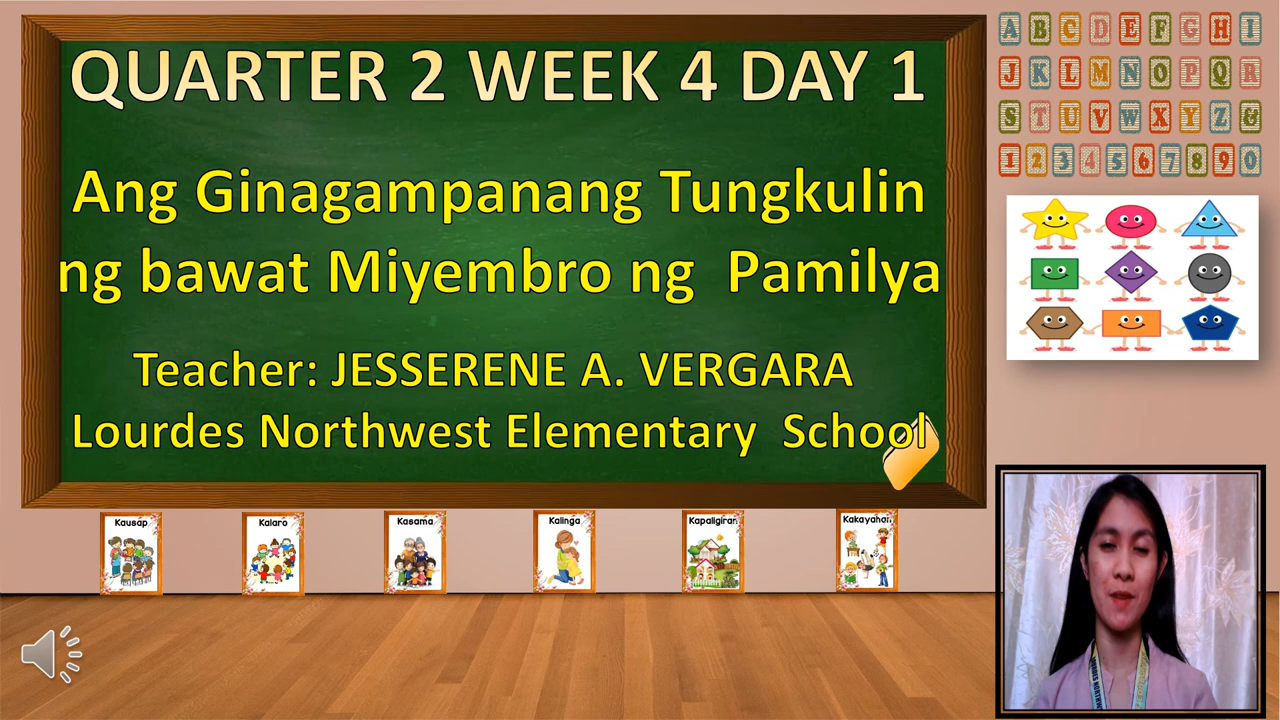 QUARTER 2 WEEK 4 DAY 1
Ang Ginagampanang Tungkulin
ng bawat Miyembro ng Pamilya
Teacher: JESSERENE A. VERGARA
Lourdes Northwest Elementary School
A B C D E F G H I
J K L M N O P Q R
S T U V W X Y Z &
1 2 3 4 5 6 7 8 9 0
Kausap
Kalaro
Kasama
Kalinga
Kapaligiran
Kakayahan